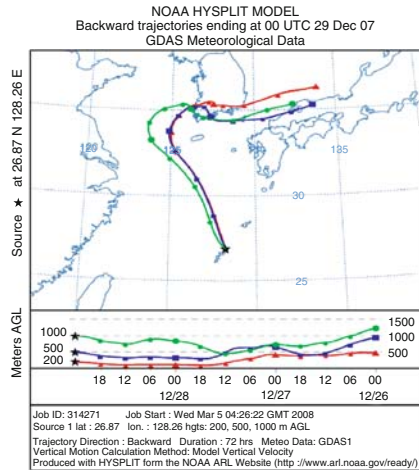 NOAA HYSPLIT MODEL
Backward trajectories ending at 00 UTC 29 Dec 07
GDAS Meteorological Data
Source ★ at 26.87 N 128.26 E
120
125
135
30
25
Meters AGL
1000
500
200
1500
1000
500
18 12 06 00 18 12 06 00 18 12 06 00
12/28 12/27 12/26
Job ID: 314271 Job Start: Wed Mar 5 04:26:22 GMT 2008
Source 1 lat : 26.87 lon. : 128.26 hgts: 200, 500, 1000 m AGL
Trajectory Direction : Backward Duration : 72 hrs Meteo Data: GDAS1
Vertical Motion Calculation Method: Model Vertical Velocity
Produced with HYSPLIT form the NOAA ARL Website (http://www.arl.noaa.gov/ready/)